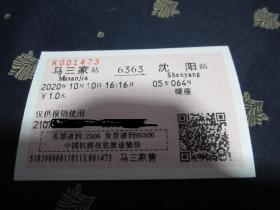 K001473
马三家站 6363 沈阳站
Masanjia Shenyang
2020年10月10日16:16开 05车064号
￥1.0元 硬座
仅供报销使用
210
买票请到12306 发货请到95306
中国铁路祝您旅途愉快
马三家售